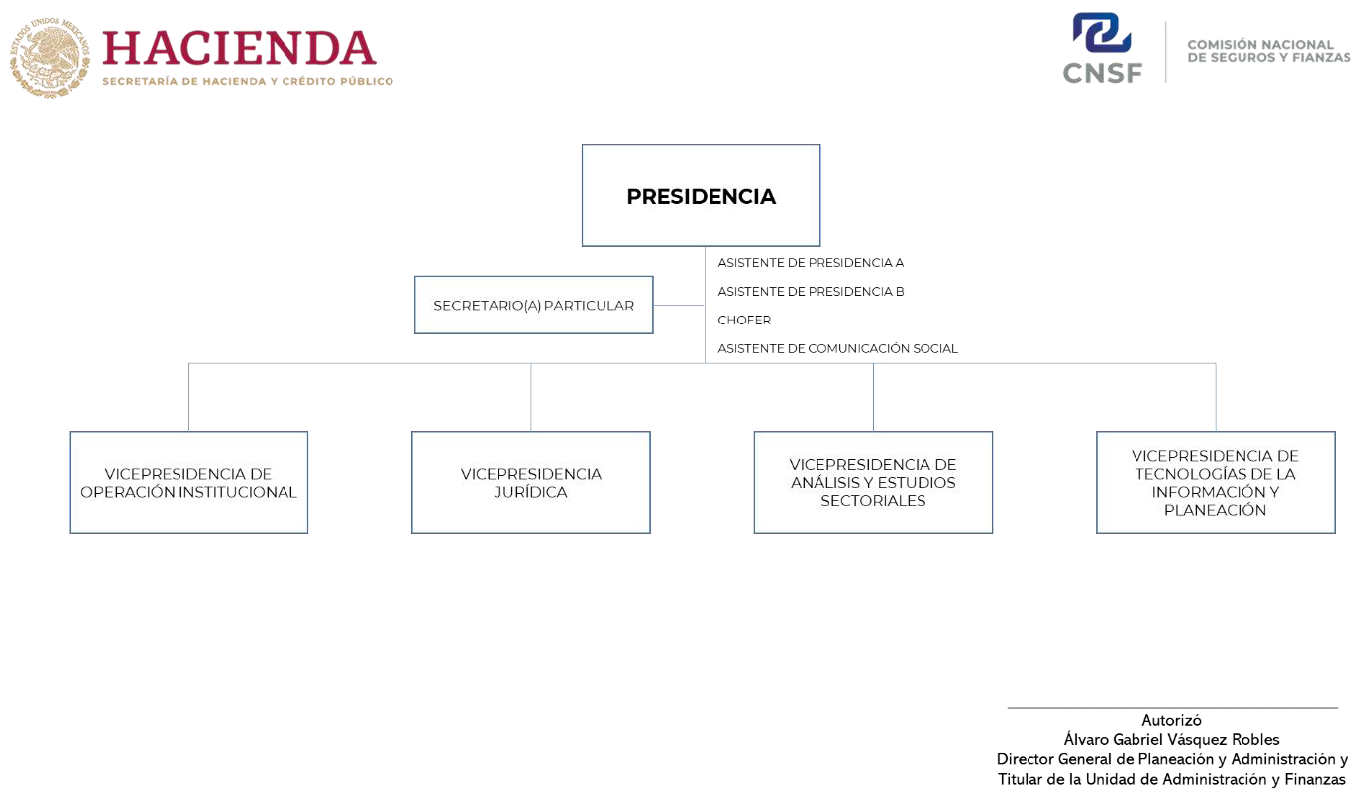 ESTADOS UNIDOS MEXICANOS
HACIENDA
SECRETARÍA DE HACIENDA Y CRÉDITO PÚBLICO
CNSF
COMISIÓN NACIONAL
DE SEGUROS Y FIANZAS
PRESIDENCIA
ASISTENTE DE PRESIDENCIA A
ASISTENTE DE PRESIDENCIA B
CHOFER
ASISTENTE DE COMUNICACIÓN SOCIAL
SECRETARIO(A) PARTICULAR
VICEPRESIDENCIA DE
OPERACIÓN INSTITUCIONAL
VICEPRESIDENCIA
JURÍDICA
VICEPRESIDENCIA DE
ANÁLISIS Y ESTUDIOS
SECTORIALES
VICEPRESIDENCIA DE
TECNOLOGÍAS DE LA
INFORMACIÓN Y
PLANEACIÓN
Autorizó
Álvaro Gabriel Vásquez Robles
Director General de Planeación y Administración y
Titular de la Unidad de Administración y Finanzas